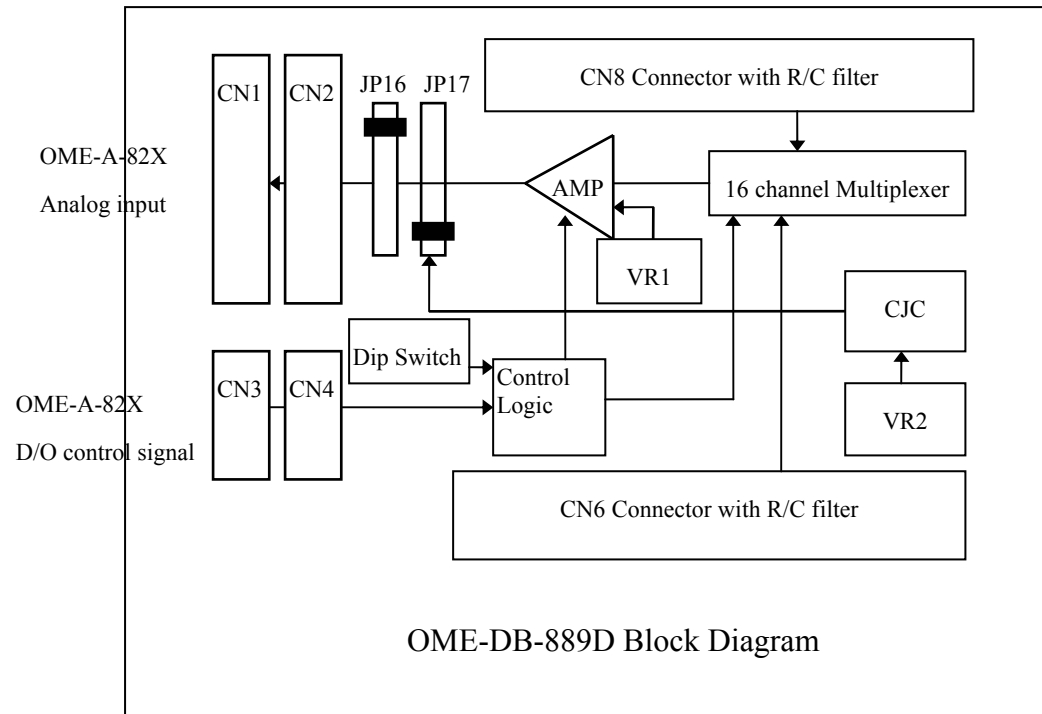 CN8 Connector with R/C filter
JP16
JP17
CN1
CN2
OME-A-82X
Analog input
AMP
16 channel Multiplexer
VR1
CJC
Dip Switch
Control
Logic
CN3
CN4
OME-A-82X
D/O control signal
VR2
CN6 Connector with R/C filter
OME-DB-889D Block Diagram